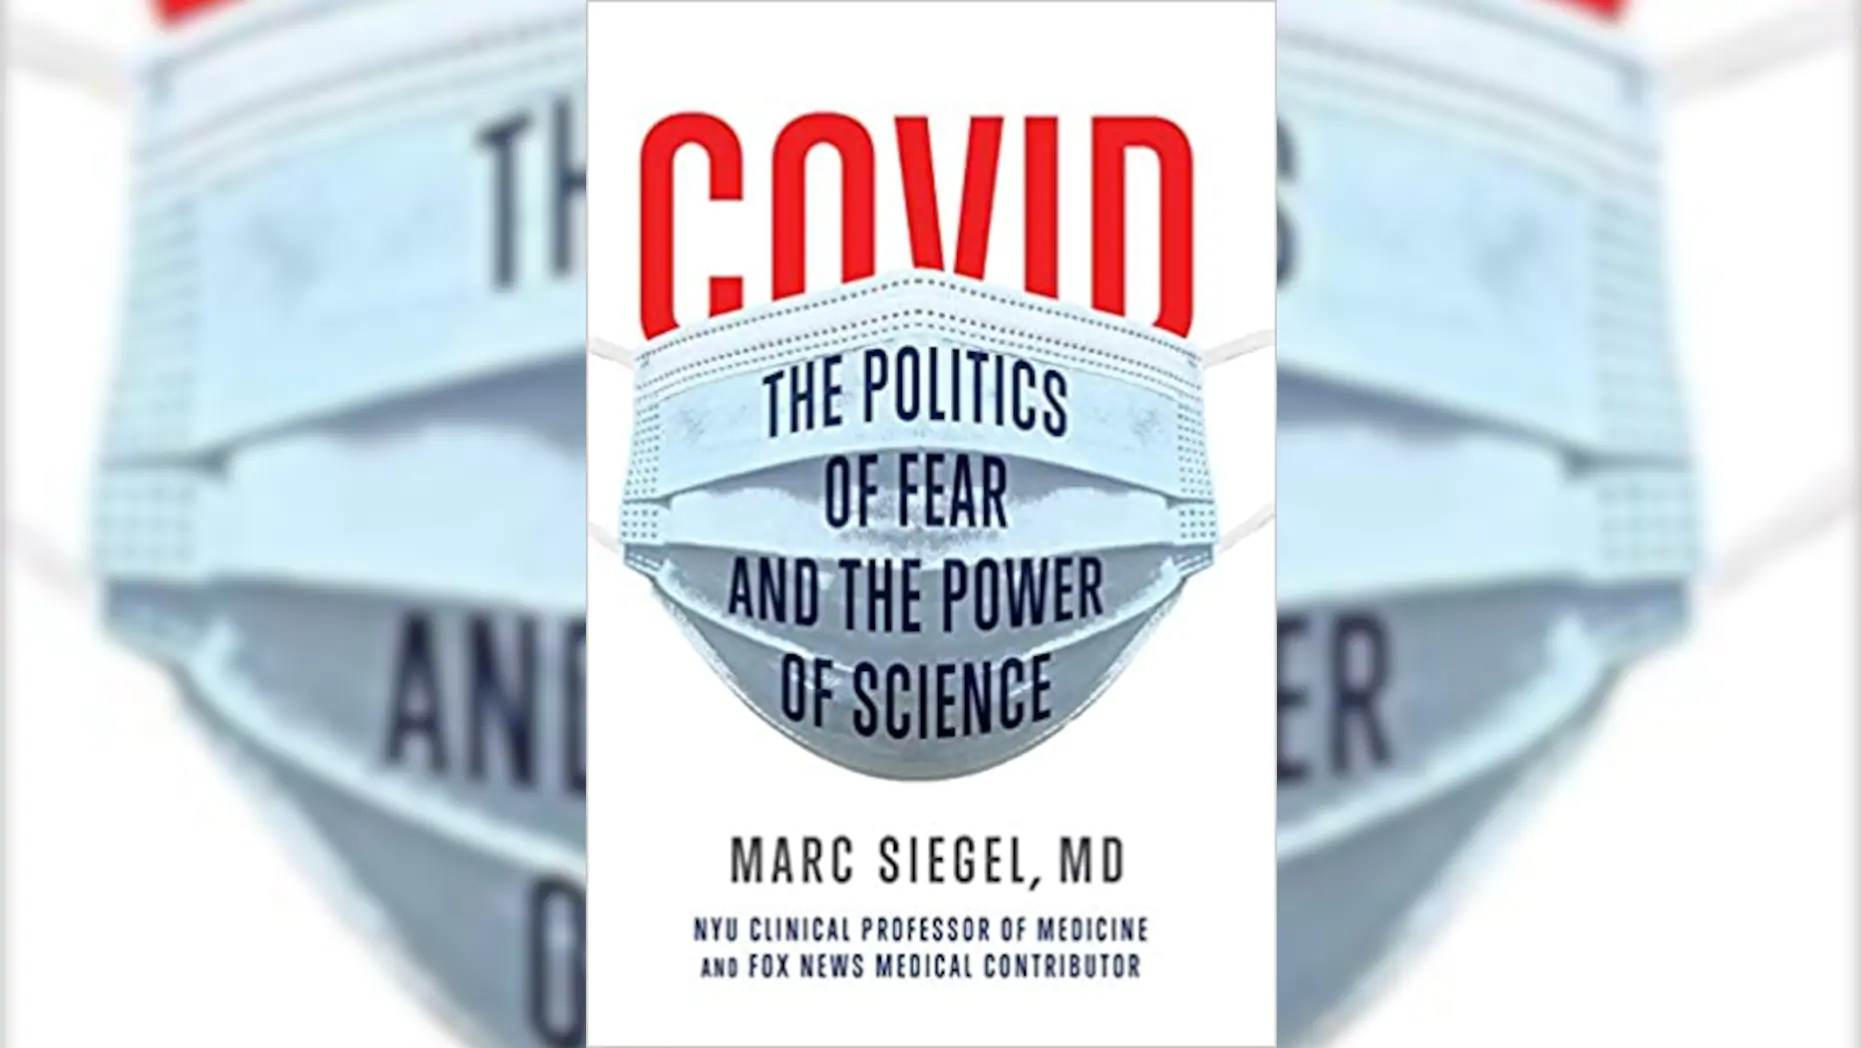 COVID
THE POLITICS
OF FEAR
AND THE POWER
OF SCIENCE
MARC SIEGEL, MD
NYU CLINICAL PROFESSOR OF MEDICINE
AND FOX NEWS MEDICAL CONTRIBUTOR